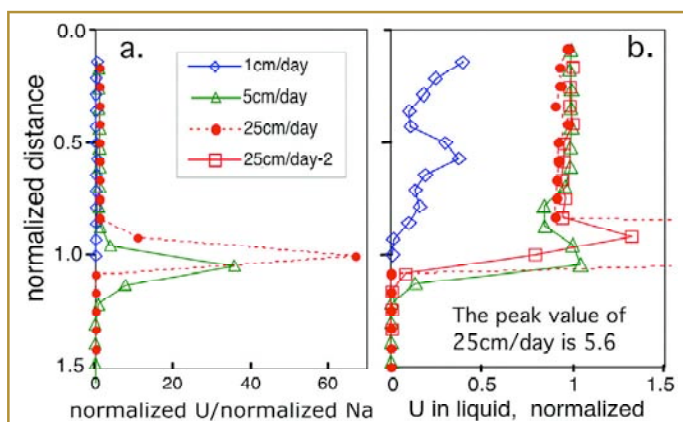 a.
1cm/day
5cm/day
25cm/day
25cm/day-2
normalized distance
0.0
0.5
1.0
1.5
0
20
40
60
normalized U/normalized Na
b.
The peak value of
25cm/day is 5.6
0
0.5
1
1.5
U in liquid, normalized